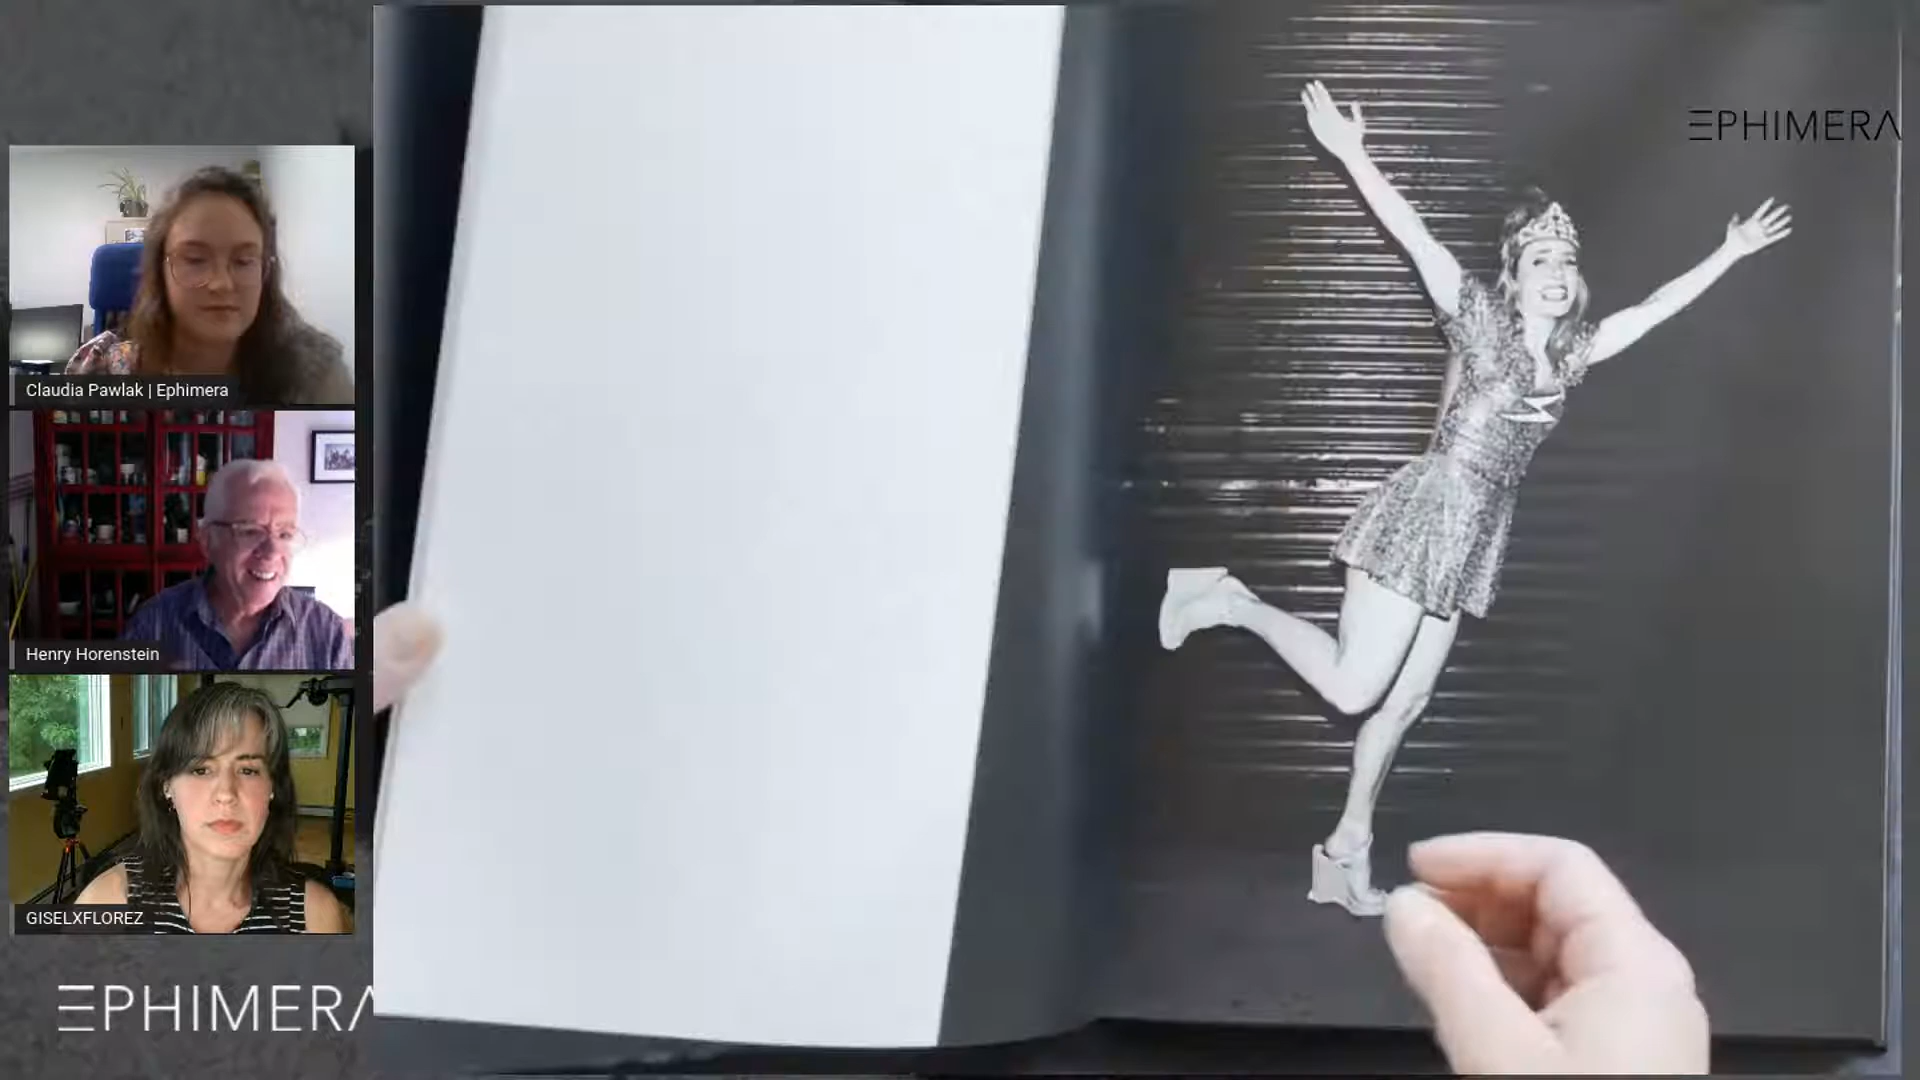 ΞPHIMERΛ
Claudia Pawlak | Ephimera
Henry Horenstein
GISELXFLOREZ
ΞPHIMERΛ